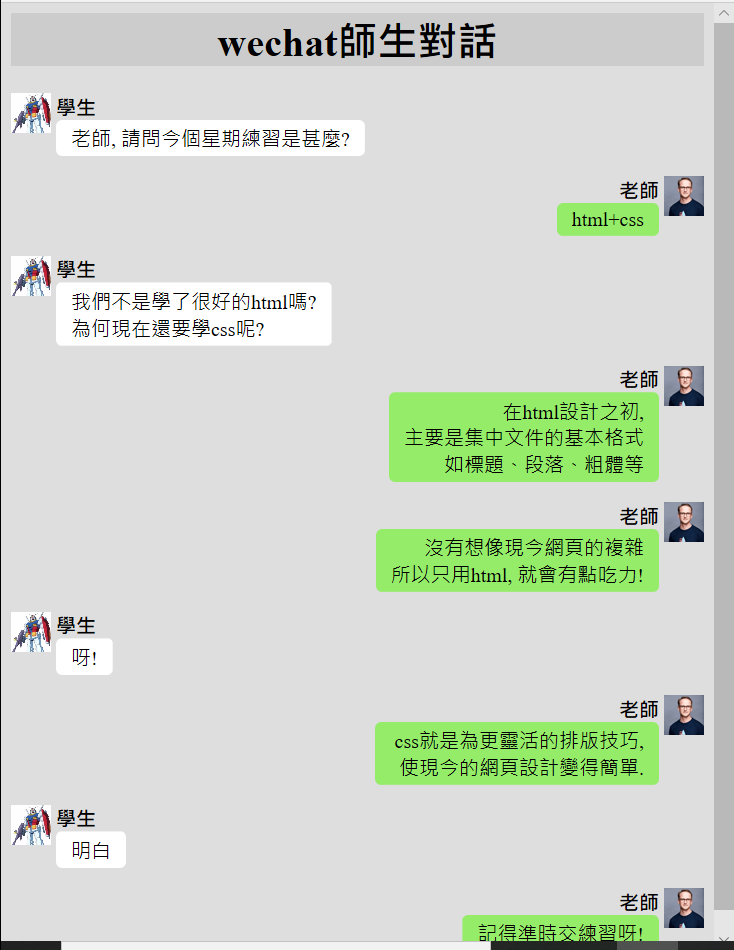 wechat師生對話
學生
老師, 請問今個星期練習是甚麼?
老師
html+css
學生
我們不是學了很好的html嗎?
為何現在還要學css呢?
老師
在html設計之初,
主要是集中文件的基本格式
如標題、段落、粗體等
老師
沒有想像現今網頁的複雜
所以只用html, 就會有點吃力!
學生
呀!
老師
css就是為更靈活的排版技巧,
使現今的網頁設計變得簡單.
學生
明白
老師
記得準時交練習呀!